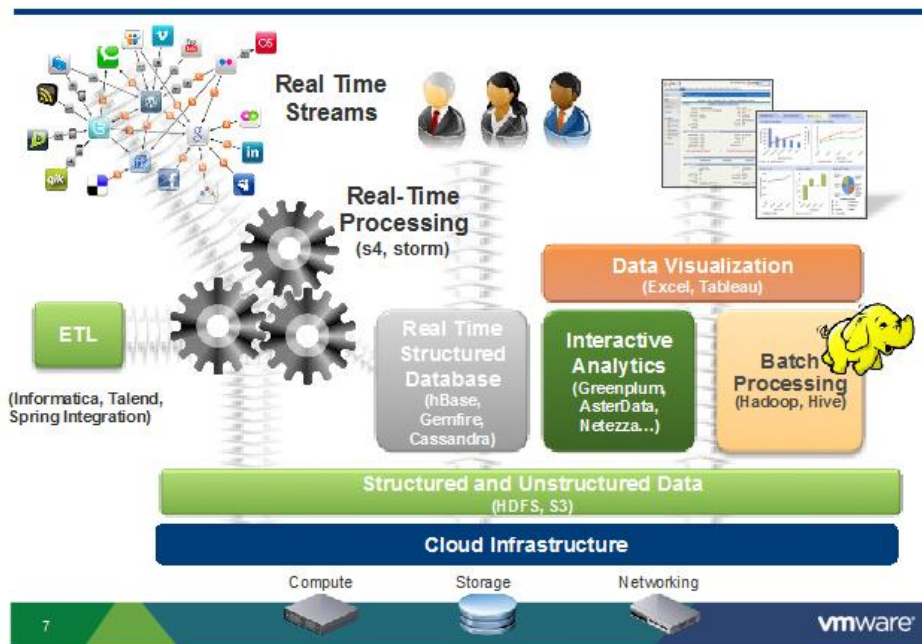 Real Time
Streams
Real-Time
Processing
(s4, storm)
Data Visualization
(Excel, Tableau)
ETL
(Informatica, Talend,
Spring Integration)
Real Time
Structured
Database
(hBase,
Gemfire,
Cassandra)
Interactive
Analytics
(Greenplum,
AsterData,
Netezza...)
Batch
Processing
(Hadoop, Hive)
Structured and Unstructured Data
(HDFS, S3)
Cloud Infrastructure
Compute
Storage
Networking
7
vmware